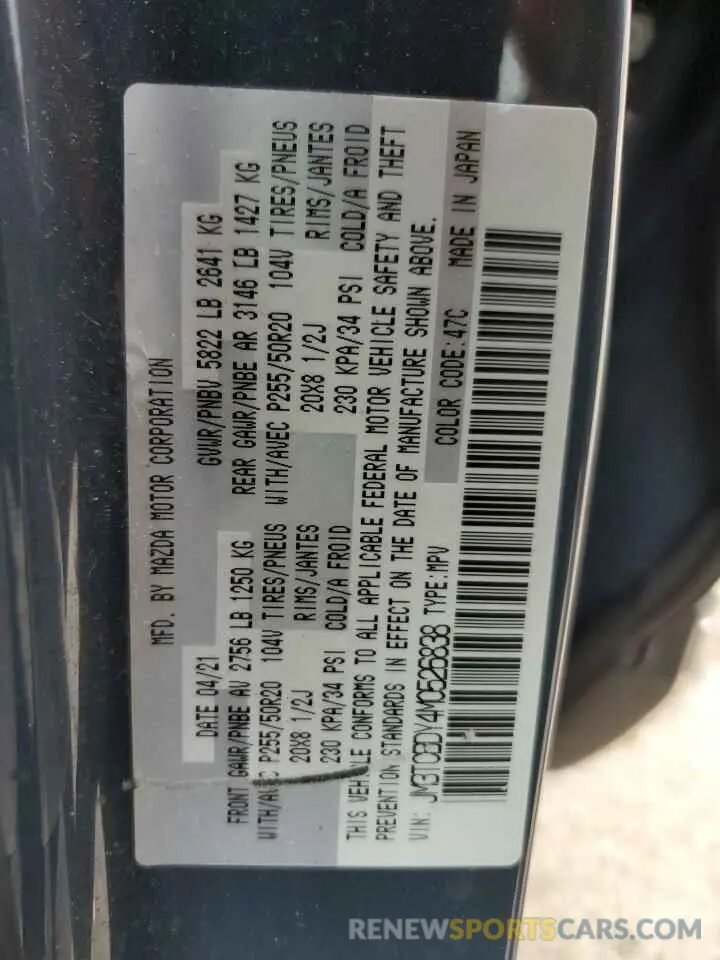 MFD. BY MAZDA MOTOR CORPORATION
DATE 04/21 GVWR/PNBV 5822 LB 2641 KG
FRONT GAWR/PNBE AV 2756 LB 1250 KG REAR GAWR/PNBE AR 3146 LB 1427 KG
WITH/AVEC P255/50R20 104V TIRES/PNEUS WITH/AVEC P255/50R20 104V TIRES/PNEUS
20X8 1/2J RIMS/JANTES 20X8 1/2J RIMS/JANTES
230 KPA/34 PSI COLD/A FROID 230 KPA/34 PSI COLD/A FROID
THIS VEHICLE CONFORMS TO ALL APPLICABLE FEDERAL MOTOR VEHICLE SAFETY AND THEFT
PREVENTION STANDARDS IN EFFECT ON THE DATE OF MANUFACTURE SHOWN ABOVE.
VIN: JM3TCBDY4M0526838 TYPE:MPV COLOR CODE:47C MADE IN JAPAN
RENEWSPORTSCARS.COM